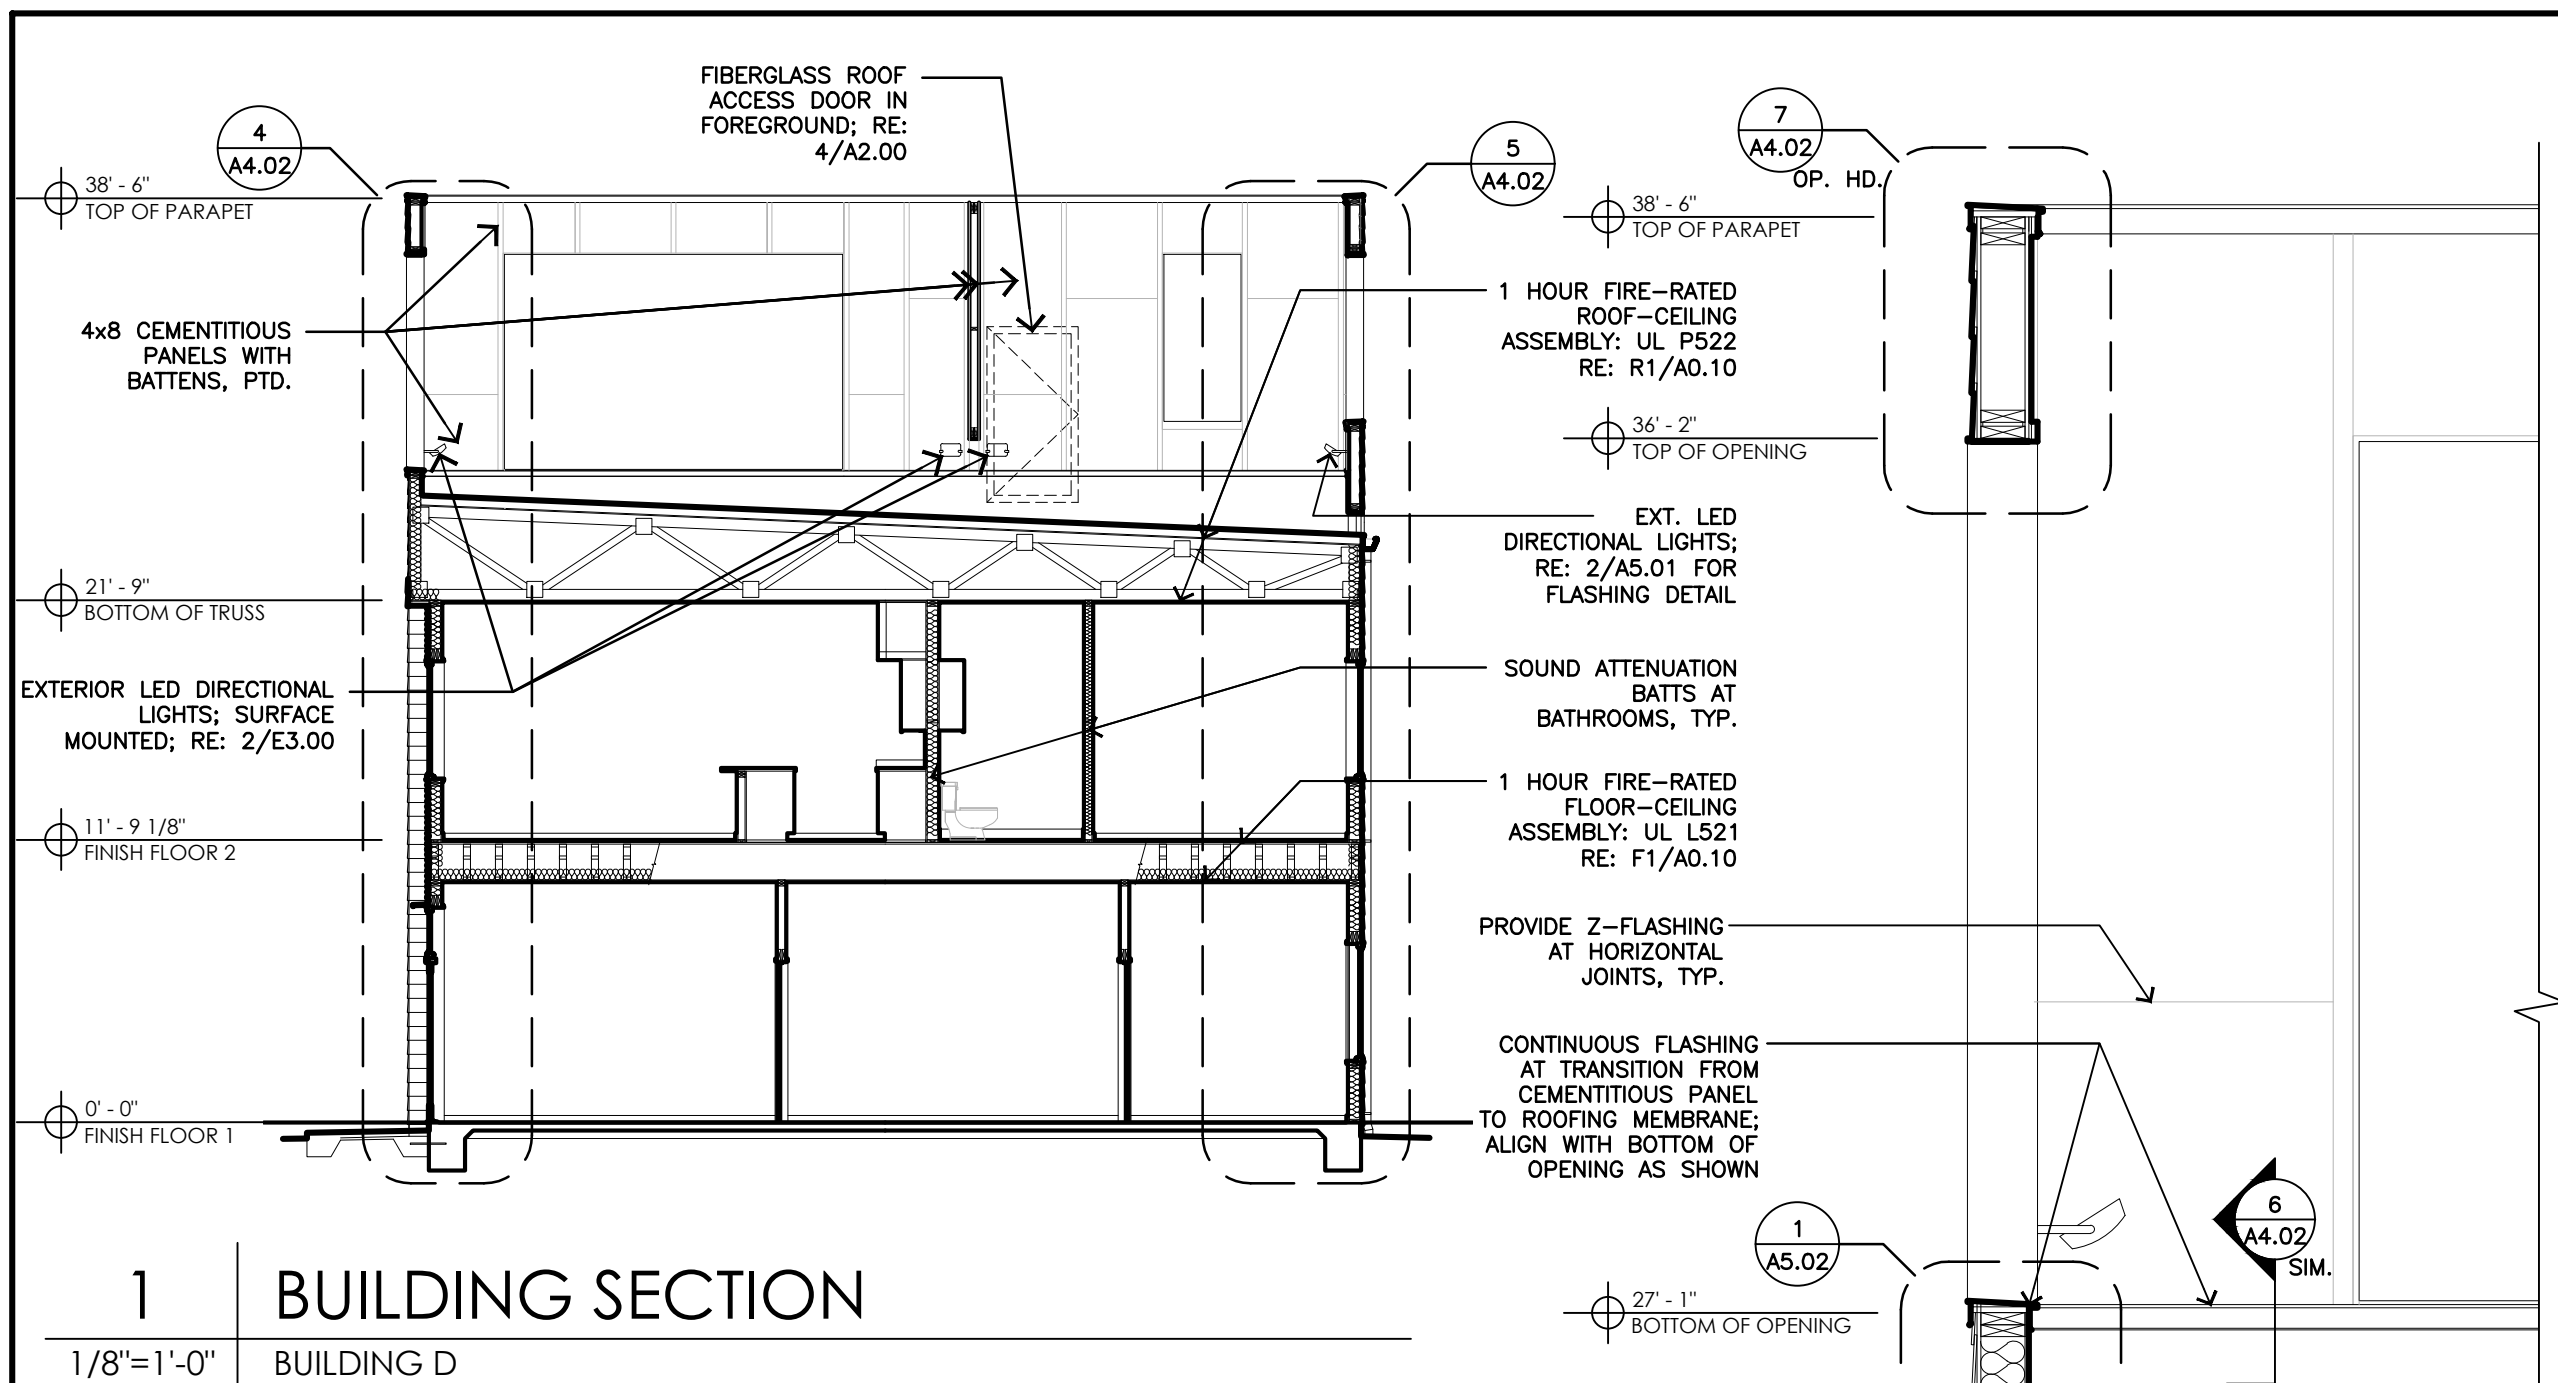 FIBERGLASS ROOF
ACCESS DOOR IN
FOREGROUND; RE:
4/A2.00
4
A4.02
38' - 6"
TOP OF PARAPET
4x8 CEMENTITIOUS
PANELS WITH
BATTENS, PTD.
21' - 9"
BOTTOM OF TRUSS
EXTERIOR LED DIRECTIONAL
LIGHTS; SURFACE
MOUNTED; RE: 2/E3.00
11' - 9 1/8"
FINISH FLOOR 2
0' - 0"
FINISH FLOOR 1
5
A4.02
7
A4.02
OP. HD.
38' - 6"
TOP OF PARAPET
1 HOUR FIRE-RATED
ROOF-CEILING
ASSEMBLY: UL P522
RE: R1/A0.10
36' - 2"
TOP OF OPENING
EXT. LED
DIRECTIONAL LIGHTS;
RE: 2/A5.01 FOR
FLASHING DETAIL
SOUND ATTENUATION
BATTS AT
BATHROOMS, TYP.
1 HOUR FIRE-RATED
FLOOR-CEILING
ASSEMBLY: UL L521
RE: F1/A0.10
PROVIDE Z-FLASHING
AT HORIZONTAL
JOINTS, TYP.
CONTINUOUS FLASHING
AT TRANSITION FROM
CEMENTITIOUS PANEL
TO ROOFING MEMBRANE;
ALIGN WITH BOTTOM OF
OPENING AS SHOWN
1
A5.02
6
A4.02
SIM.
27' - 1"
BOTTOM OF OPENING
1
BUILDING SECTION
1/8"=1'-0"
BUILDING D